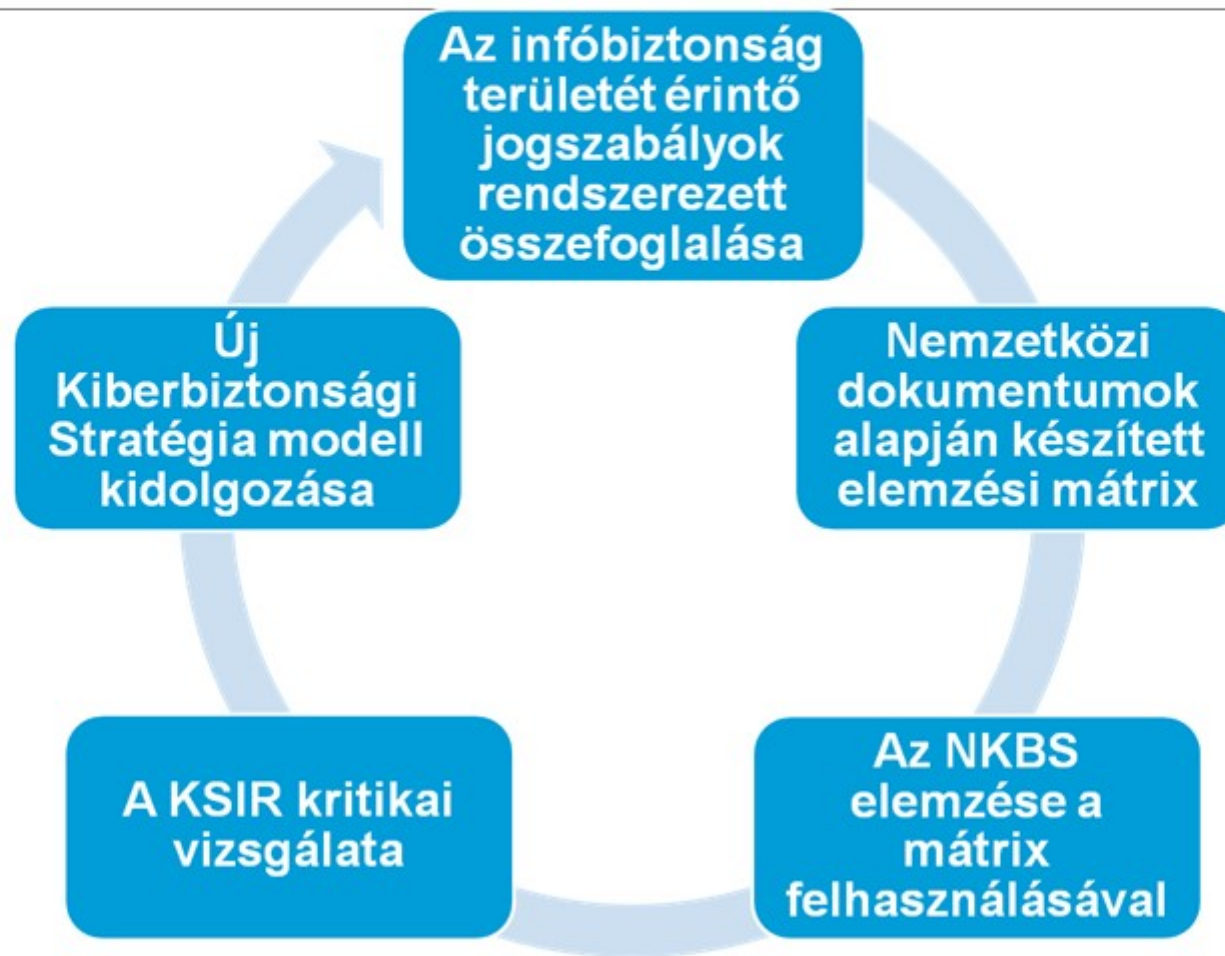 Az infóbiztonság
területét érintő
jogszabályok
rendszerezett
összefoglalása
Nemzetközi
dokumentumok
alapján készített
elemzési mátrix
Az NKBS
elemzése a
mátrix
felhasználásával
A KSIR kritikai
vizsgálata
Új
Kiberbiztonsági
Stratégia modell
kidolgozása